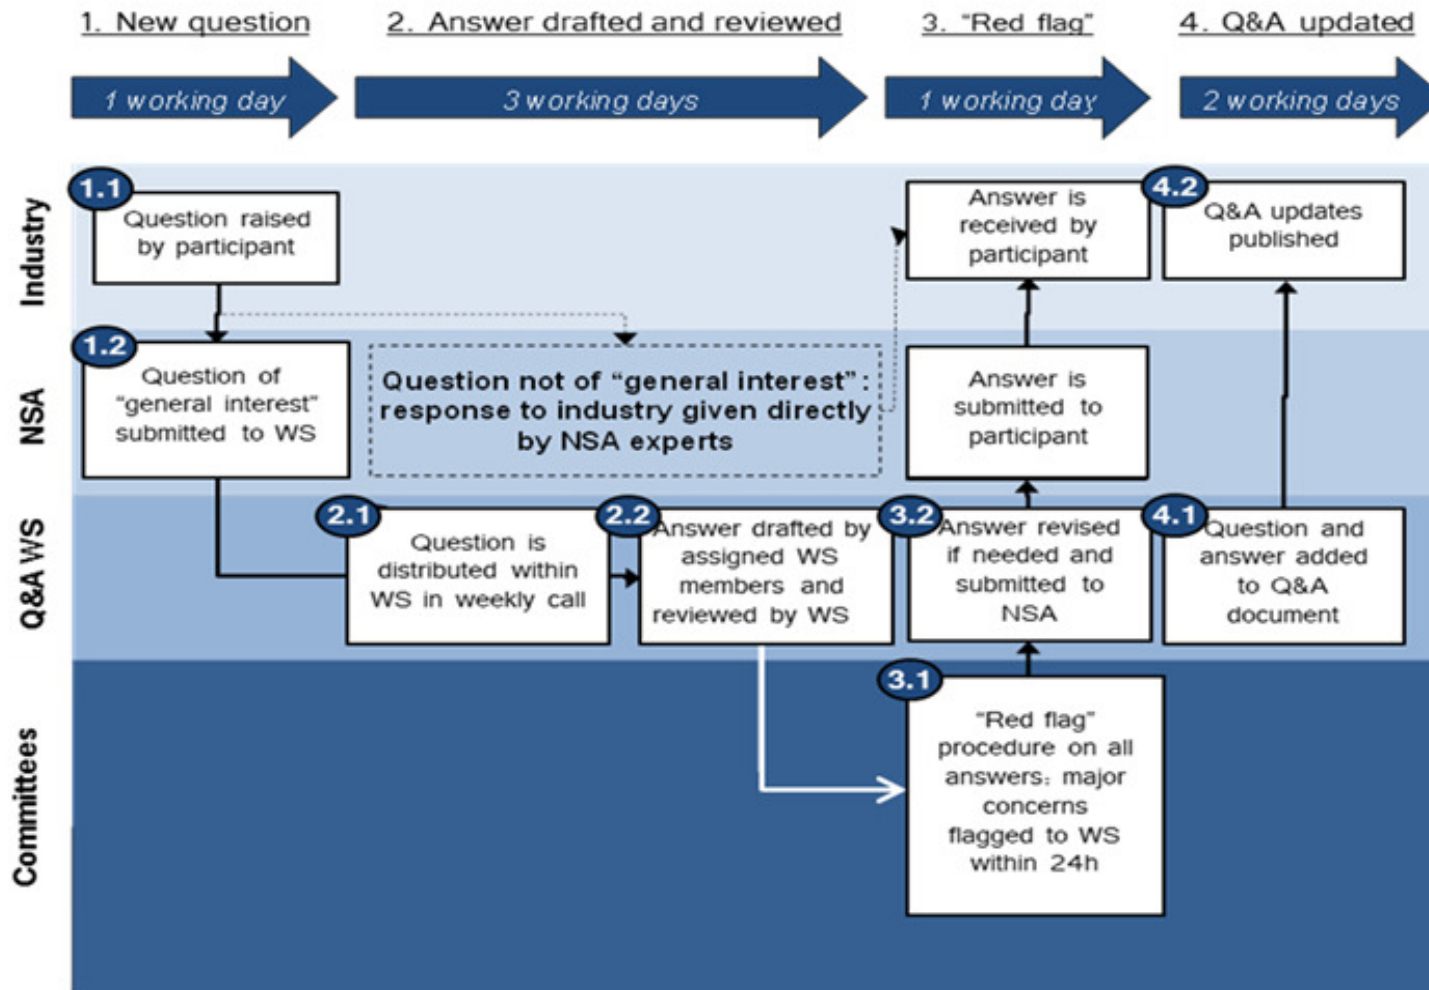 1. New question
2. Answer drafted and reviewed
3. "Red flag"
4. Q&A updated
1 working day
3 working days
1 working day
2 working days
Industry
1.1
Question raised
by participant
Answer is
received by
participant
4.2
Q&A updates
published
NSA
1.2
Question of
"general interest"
submitted to WS
Question not of "general interest":
response to industry given directly
by NSA experts
Answer is
submitted to
participant
Q&A WS
2.1
Question is
distributed within
WS in weekly call
2.2
Answer drafted by
assigned WS
members and
reviewed by WS
3.2
Answer revised
if needed and
submitted to
NSA
4.1
Question and
answer added
to Q&A
document
Committees
3.1
"Red flag"
procedure on all
answers: major
concerns
flagged to WS
within 24h